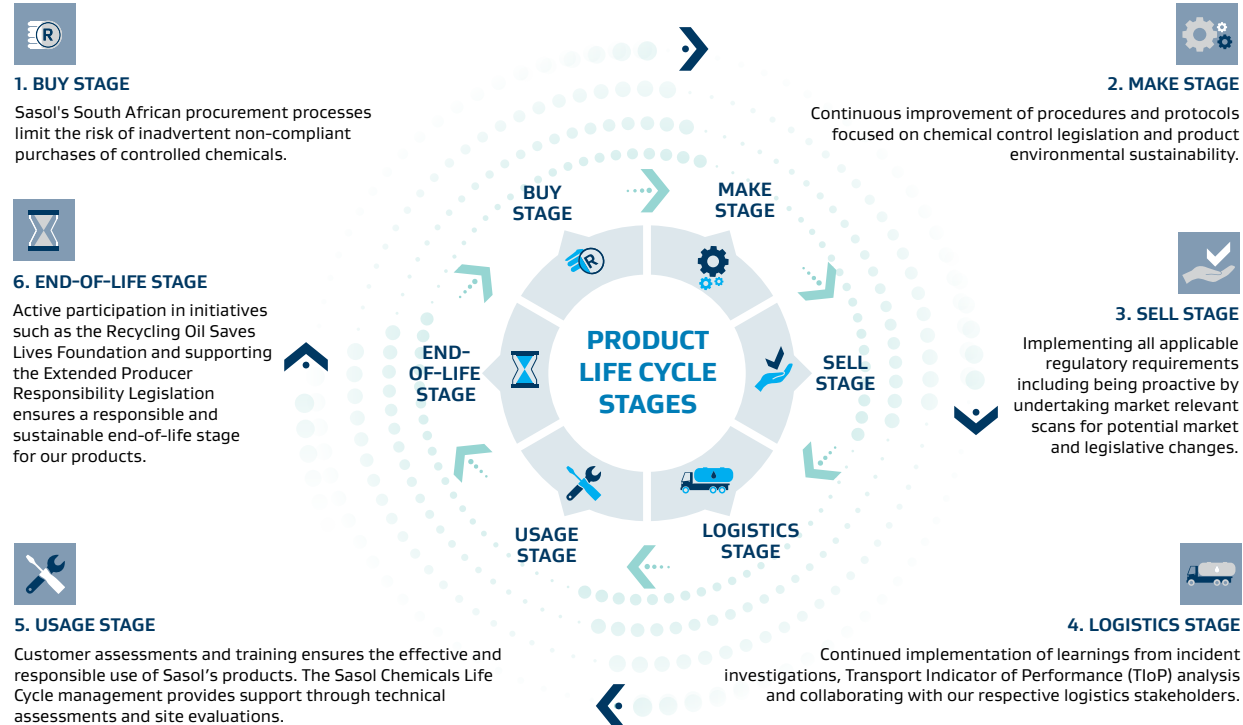 R
1. BUY STAGE
Sasol's South African procurement processes
limit the risk of inadvertent non-compliant
purchases of controlled chemicals.
2. MAKE STAGE
Continuous improvement of procedures and protocols
focused on chemical control legislation and product
environmental sustainability.
6. END-OF-LIFE STAGE
Active participation in initiatives
such as the Recycling Oil Saves
Lives Foundation and supporting
the Extended Producer
Responsibility Legislation
ensures a responsible and
sustainable end-of-life stage
for our products.
BUY
STAGE
R
MAKE
STAGE
END-
OF-LIFE
STAGE
PRODUCT
LIFE CYCLE
STAGES
SELL
STAGE
USAGE
STAGE
LOGISTICS
STAGE
3. SELL STAGE
Implementing all applicable
regulatory requirements
including being proactive by
undertaking market relevant
scans for potential market
and legislative changes.
5. USAGE STAGE
Customer assessments and training ensures the effective and
responsible use of Sasol's products. The Sasol Chemicals Life
Cycle management provides support through technical
assessments and site evaluations.
4. LOGISTICS STAGE
Continued implementation of learnings from incident
investigations, Transport Indicator of Performance (TIoP) analysis
and collaborating with our respective logistics stakeholders.